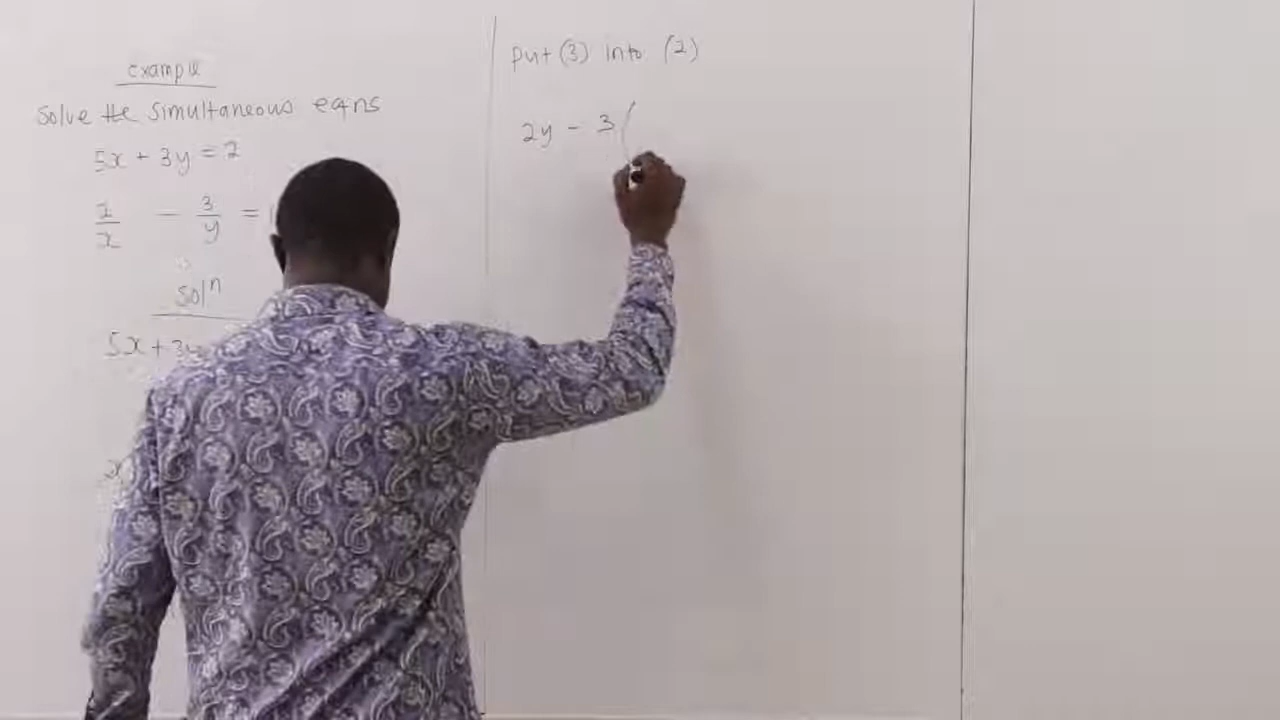 example
Solve the simultaneous eqns
5x + 3y = 2
2/x - 3/y = 1
Solⁿ
5x + 3y
x
put (3) into (2)
2y - 3(